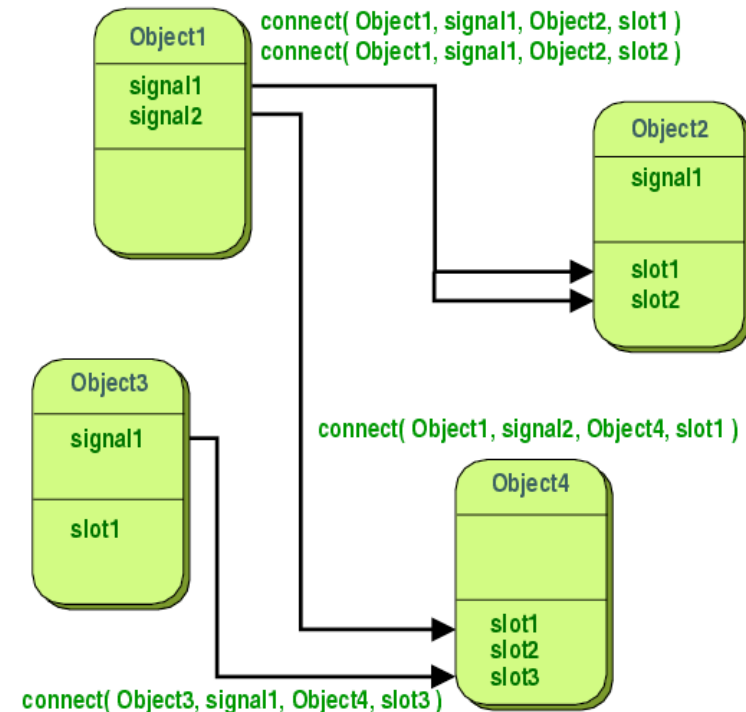 Object1
signal1
signal2
connect( Object1, signal1, Object2, slot1 )
connect( Object1, signal1, Object2, slot2 )
Object2
signal1
slot1
slot2
Object3
signal1
slot1
connect( Object1, signal2, Object4, slot1 )
Object4
slot1
slot2
slot3
connect( Object3, signal1, Object4, slot3 )